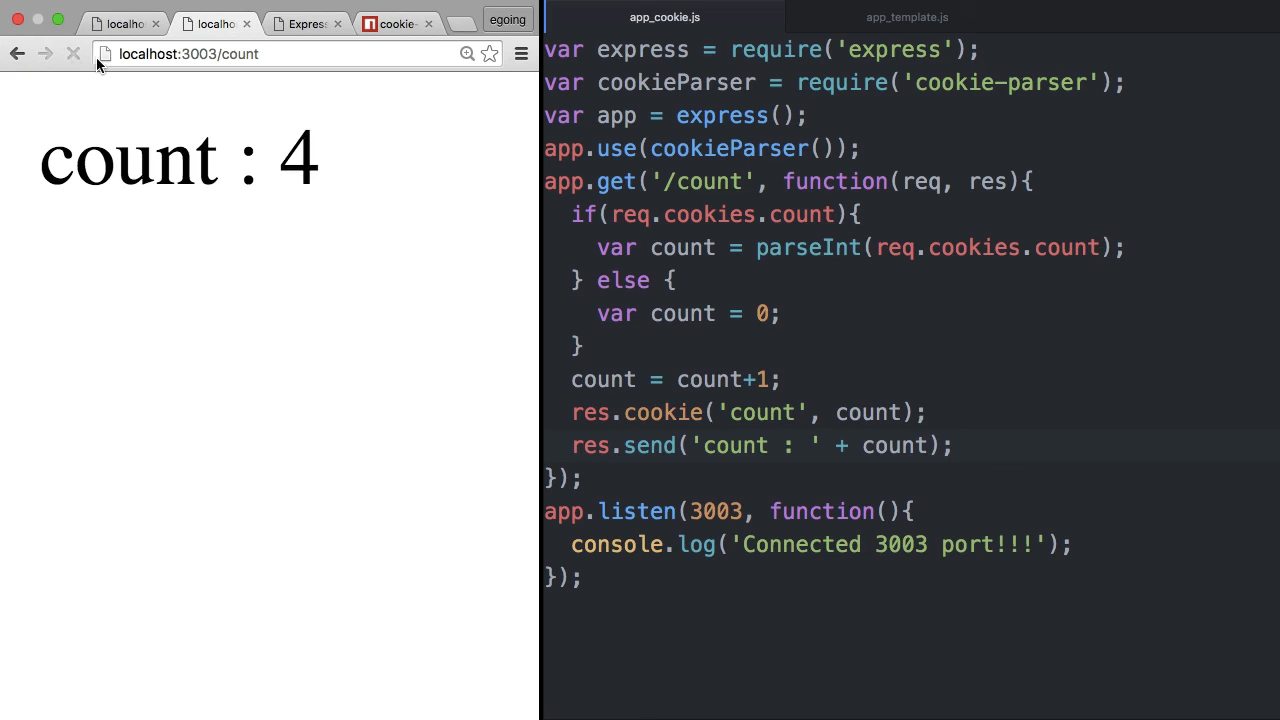 localho
localho
Express
cookie-
egoing
localhost:3003/count
count : 4
app_cookie.js
app_template.js
var express = require('express');
var cookieParser = require('cookie-parser');
var app = express();
app.use(cookieParser());
app.get('/count', function(req, res){
  if(req.cookies.count){
    var count = parseInt(req.cookies.count);
  } else {
    var count = 0;
  }
  count = count+1;
  res.cookie('count', count);
  res.send('count : ' + count);
});
app.listen(3003, function(){
  console.log('Connected 3003 port!!!');
});